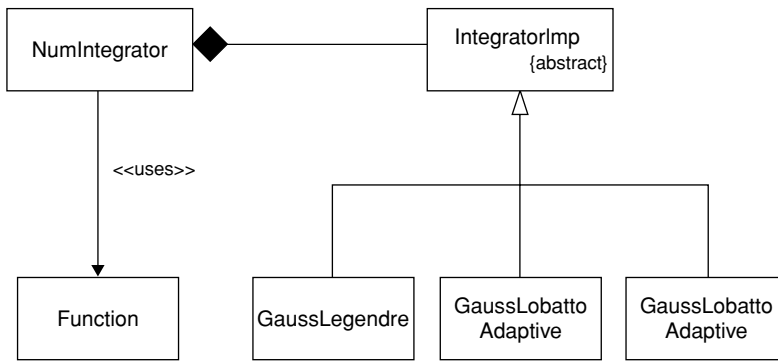 NumIntegrator
IntegratorImp
{abstract}
<<uses>>
Function
GaussLegendre
GaussLobatto
Adaptive
GaussLobatto
Adaptive